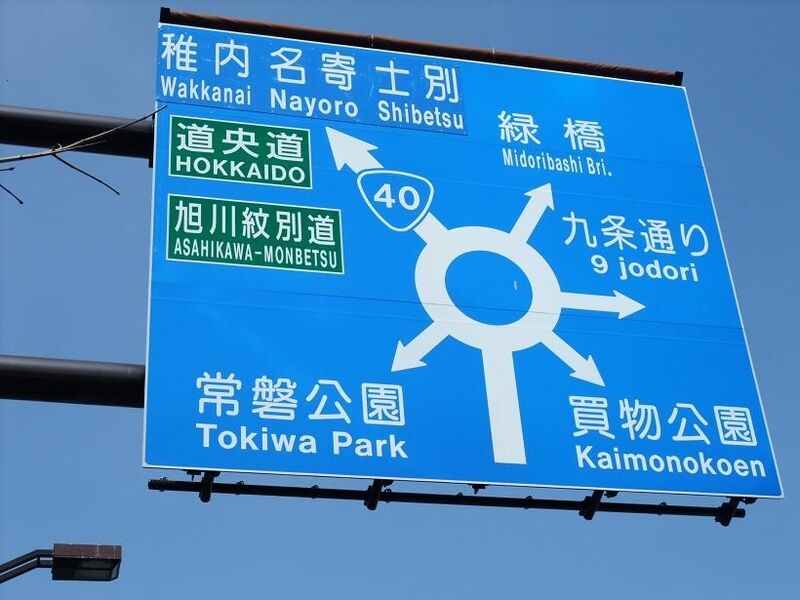 稚内 名寄 士別
Wakkanai Nayoro Shibetsu
緑橋
Midoribashi Bri.
道央道
HOKKAIDO
40
旭川紋別道
ASAHIKAWA-MONBETSU
九条通り
9 jodori
常磐公園
Tokiwa Park
買物公園
Kaimonokoen